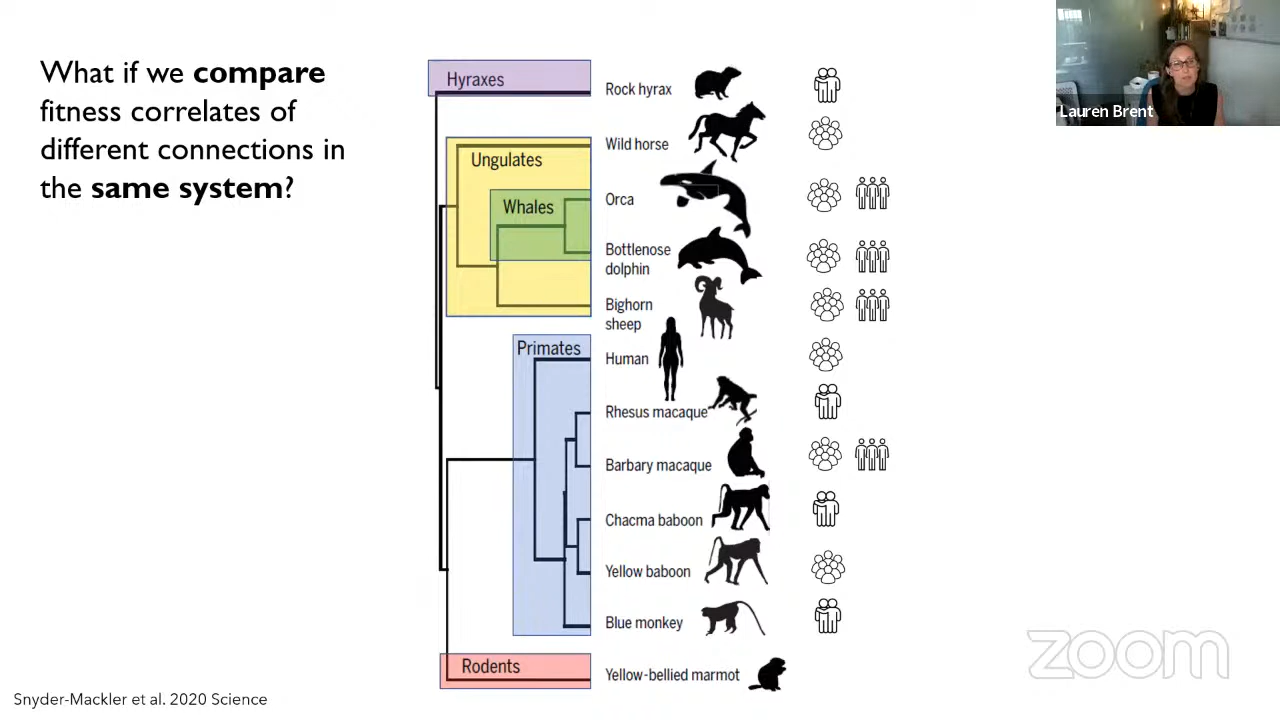 What if we compare
fitness correlates of
different connections in
the same system?
Hyraxes
Rock hyrax
Wild horse
Ungulates
Orca
Whales
Bottlenose
dolphin
Bighorn
sheep
Primates
Human
Rhesus macaque
Barbary macaque
Chacma baboon
Yellow baboon
Blue monkey
Rodents
Yellow-bellied marmot
Snyder-Mackler et al. 2020 Science
Lauren Brent
zoom